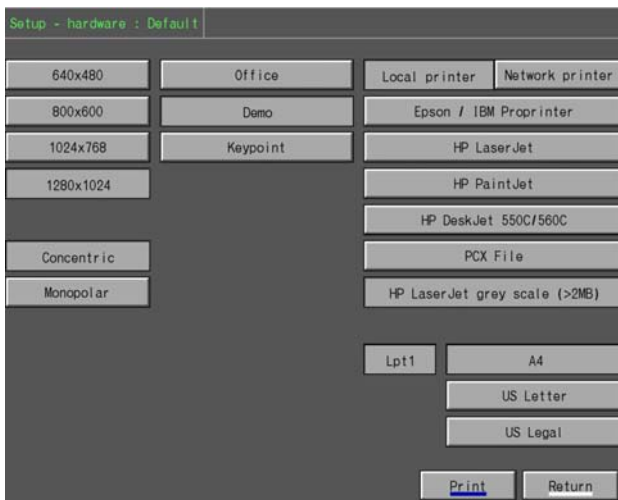 Setup - hardware : Default
640x480 Office Local printer Network printer
800x600 Demo Epson / IBM Proprinter
1024x768 Keypoint HP LaserJet
1280x1024 HP PaintJet
HP DeskJet 550C/560C
Concentric PCX File
Monopolar HP LaserJet grey scale (>2MB)
Lpt1 A4
US Letter
US Legal
Print Return